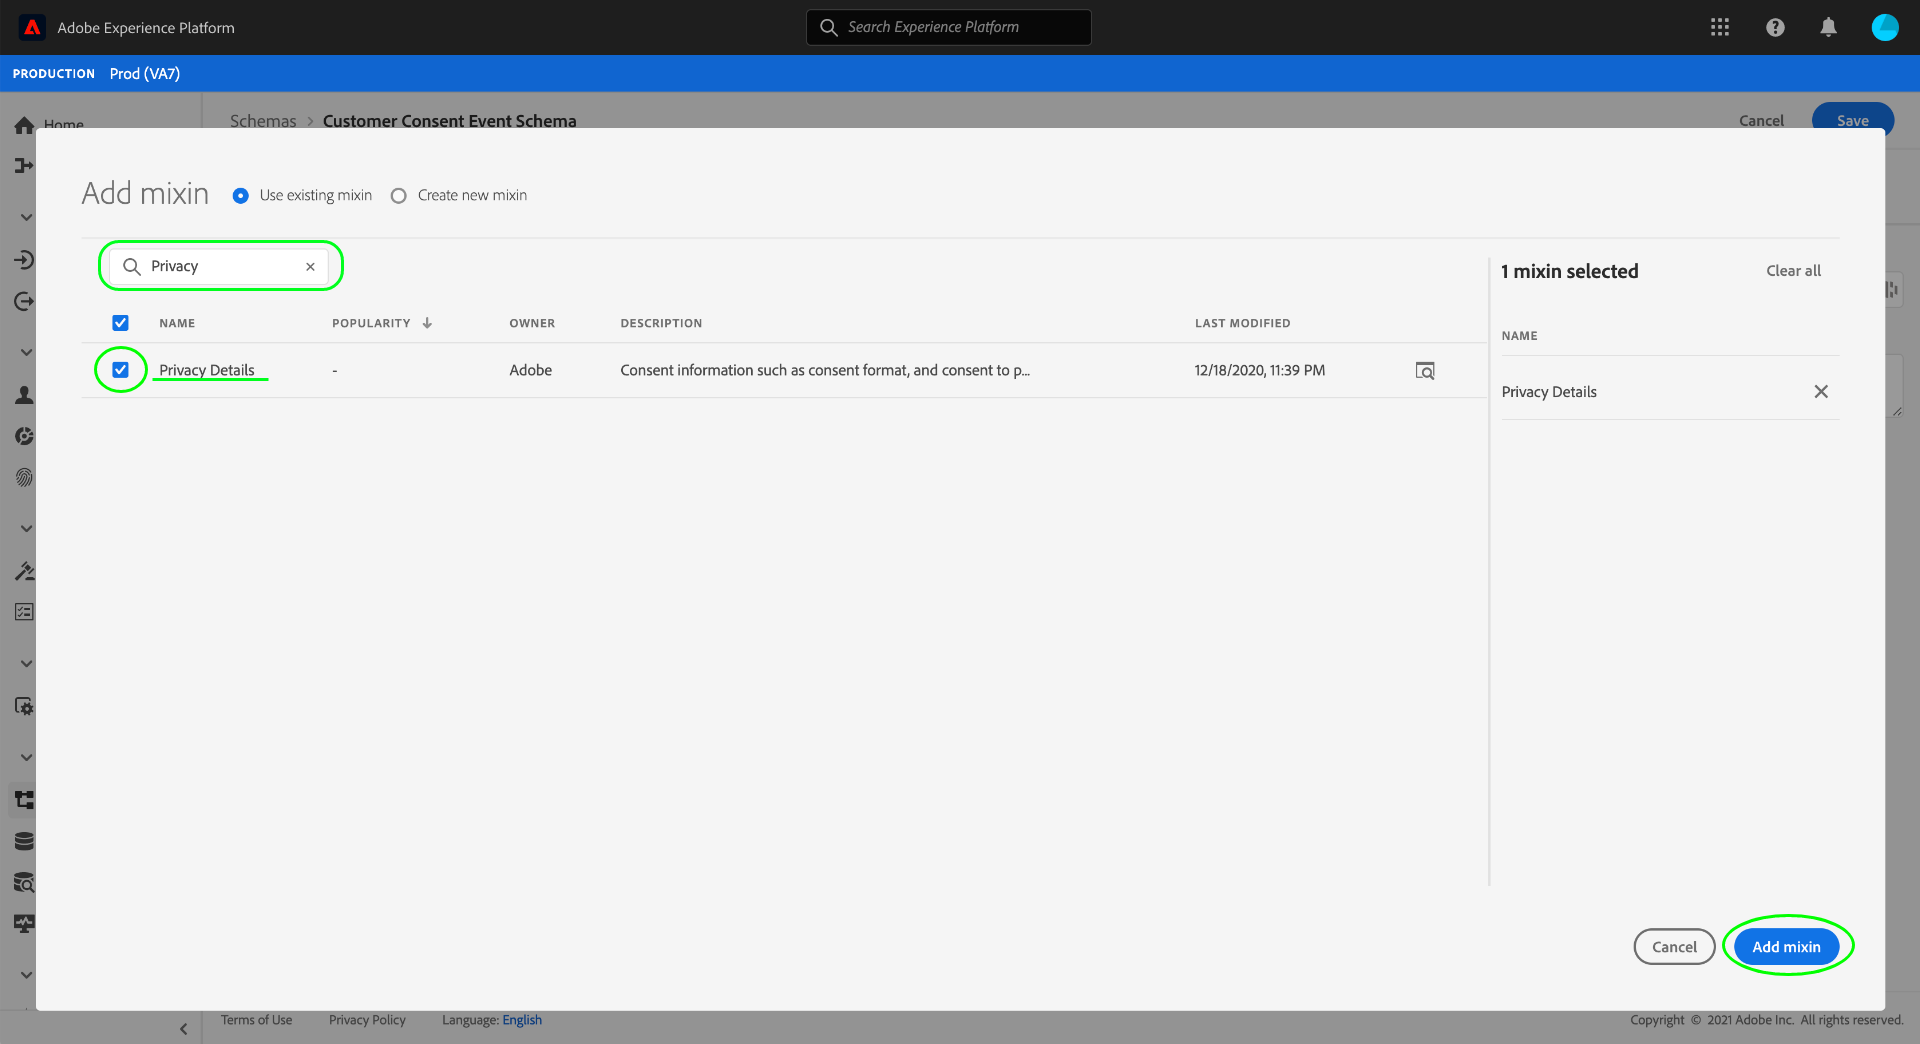 Adobe Experience Platform
Search Experience Platform
PRODUCTION Prod (VA7)
Home
Schemas > Customer Consent Event Schema
Cancel Save
Add mixin Use existing mixin Create new mixin
Privacy
1 mixin selected Clear all
NAME POPULARITY DESCRIPTION OWNER LAST MODIFIED
NAME
Privacy Details - Adobe Consent information such as consent format, and consent to p... 12/18/2020, 11:39 PM
Privacy Details
Cancel Add mixin
Terms of Use Privacy Policy Language: English
Copyright © 2021 Adobe Inc. All rights reserved.